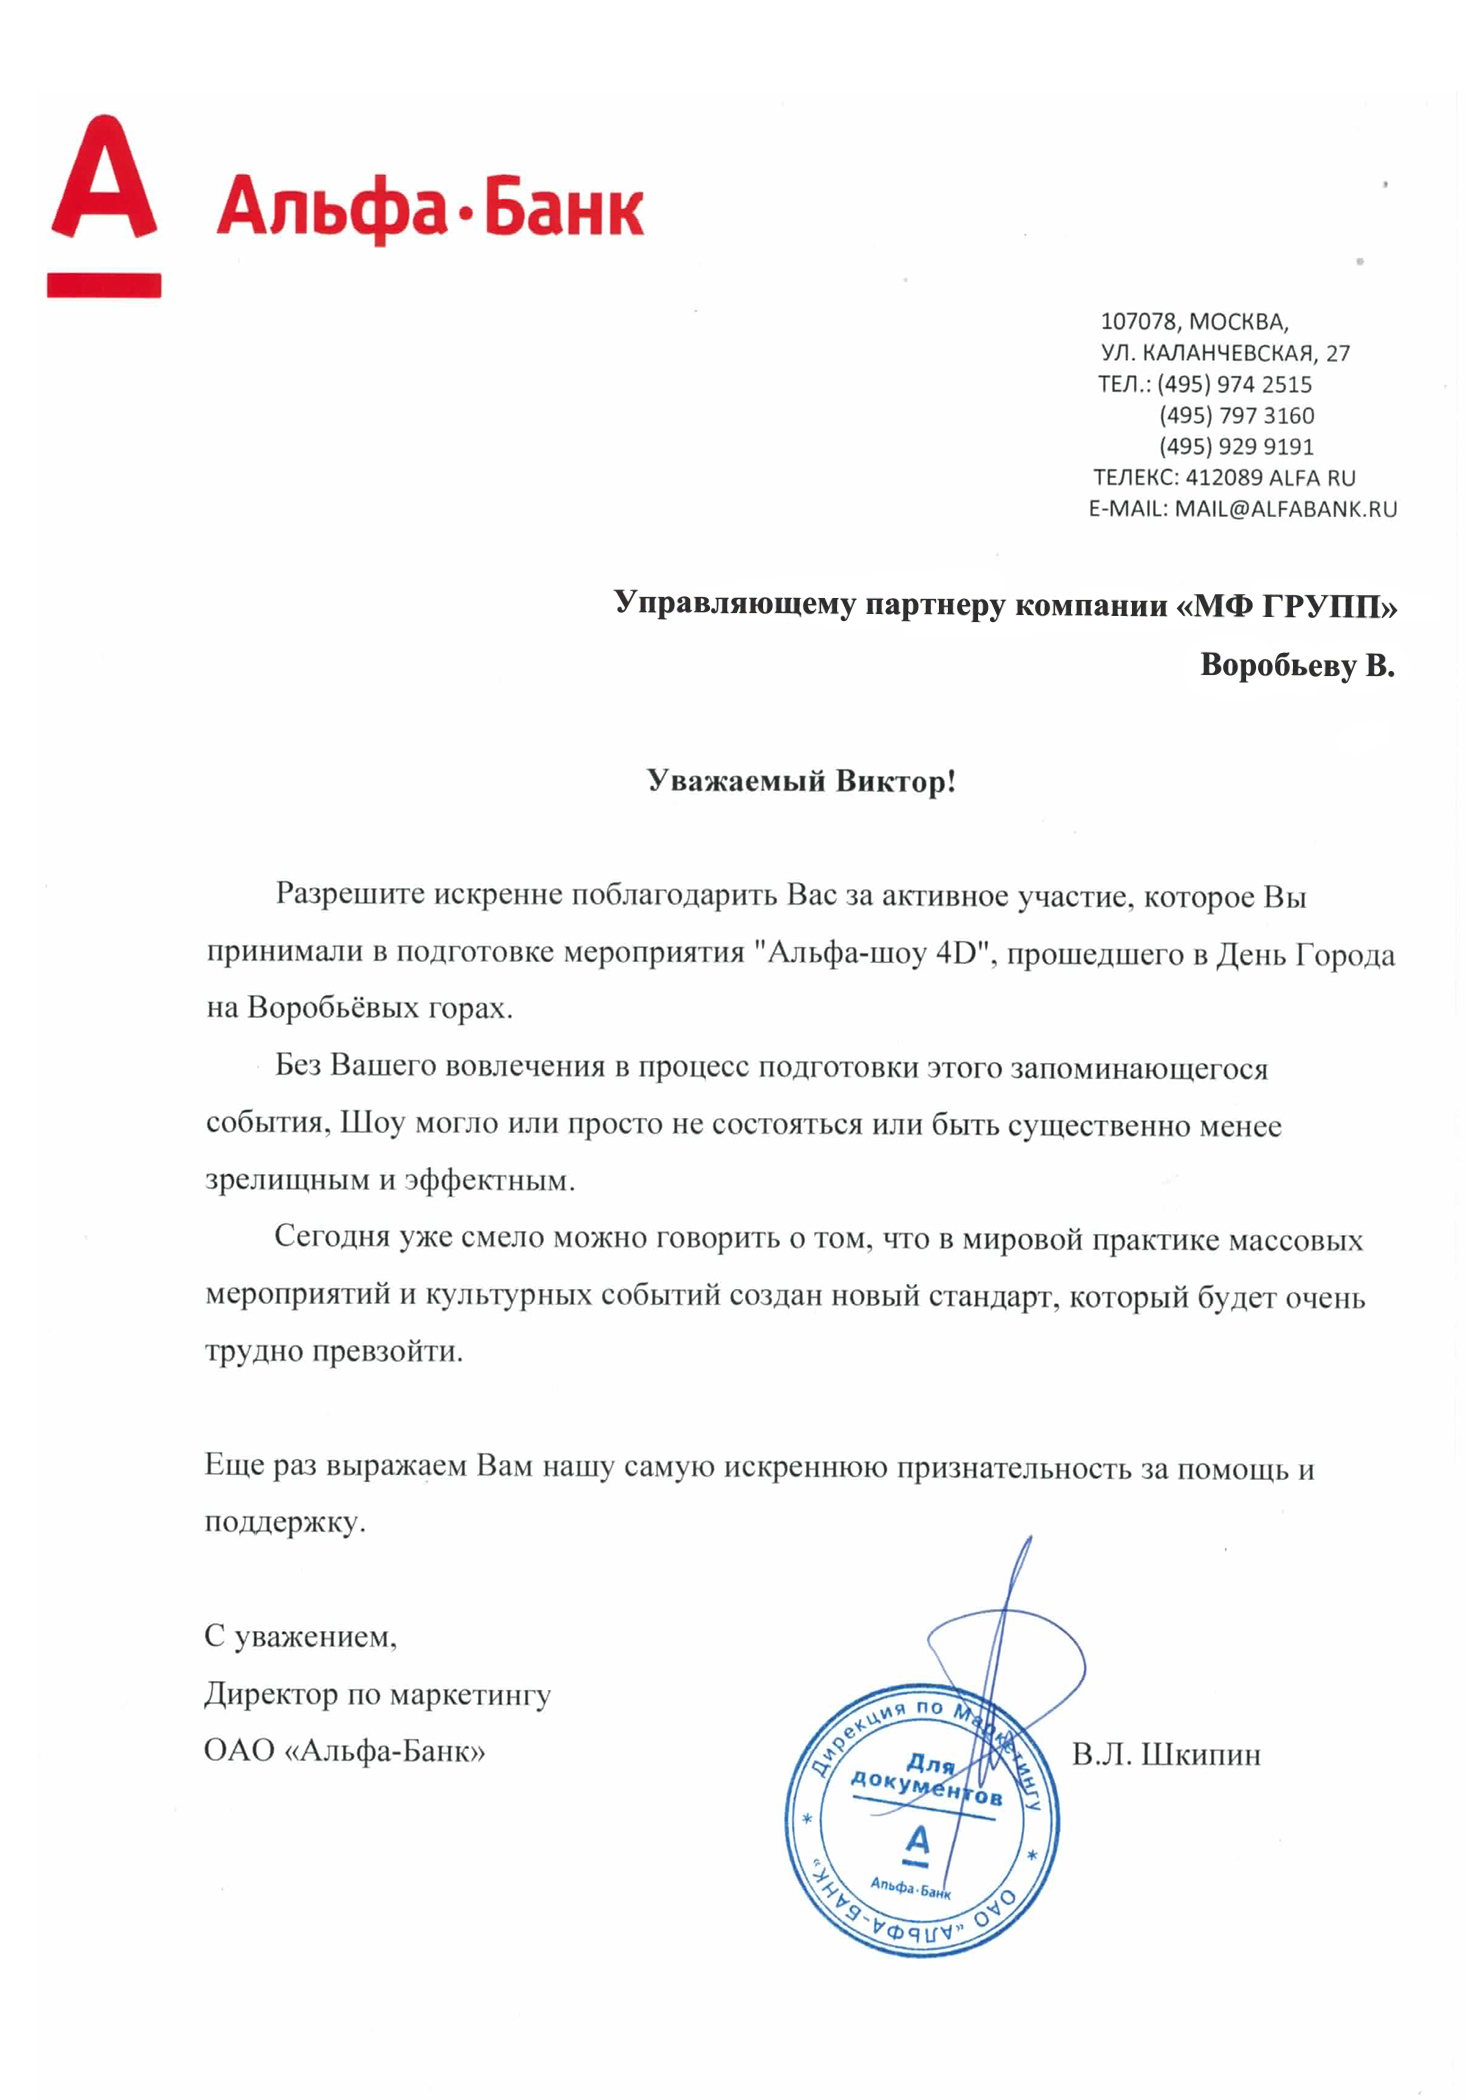 А
Альфа·Банк
107078, МОСКВА,
УЛ. КАЛАНЧЕВСКАЯ, 27
ТЕЛ.: (495) 974 2515
(495) 797 3160
(495) 929 9191
ТЕЛЕКС: 412089 ALFA RU
E-MAIL: MAIL@ALFABANK.RU
Управляющему партнеру компании «МФ ГРУПП»
Воробьеву В.
Уважаемый Виктор!
Разрешите искренне поблагодарить Вас за активное участие, которое Вы
принимали в подготовке мероприятия "Альфа-шоу 4D", прошедшего в День Города
на Воробьёвых горах.
Без Вашего вовлечения в процесс подготовки этого запоминающегося
события, Шоу могло или просто не состояться или быть существенно менее
зрелищным и эффектным.
Сегодня уже смело можно говорить о том, что в мировой практике массовых
мероприятий и культурных событий создан новый стандарт, который будет очень
трудно превзойти.
Еще раз выражаем Вам нашу самую искреннюю признательность за помощь и
поддержку.
С уважением,
Директор по маркетингу
ОАО «Альфа-Банк»
В.Л. Шкипин
Дирекция по Маркетингу
* ОАО «АЛЬФА-БАНК» *
Для
документов
А
Альфа·Банк